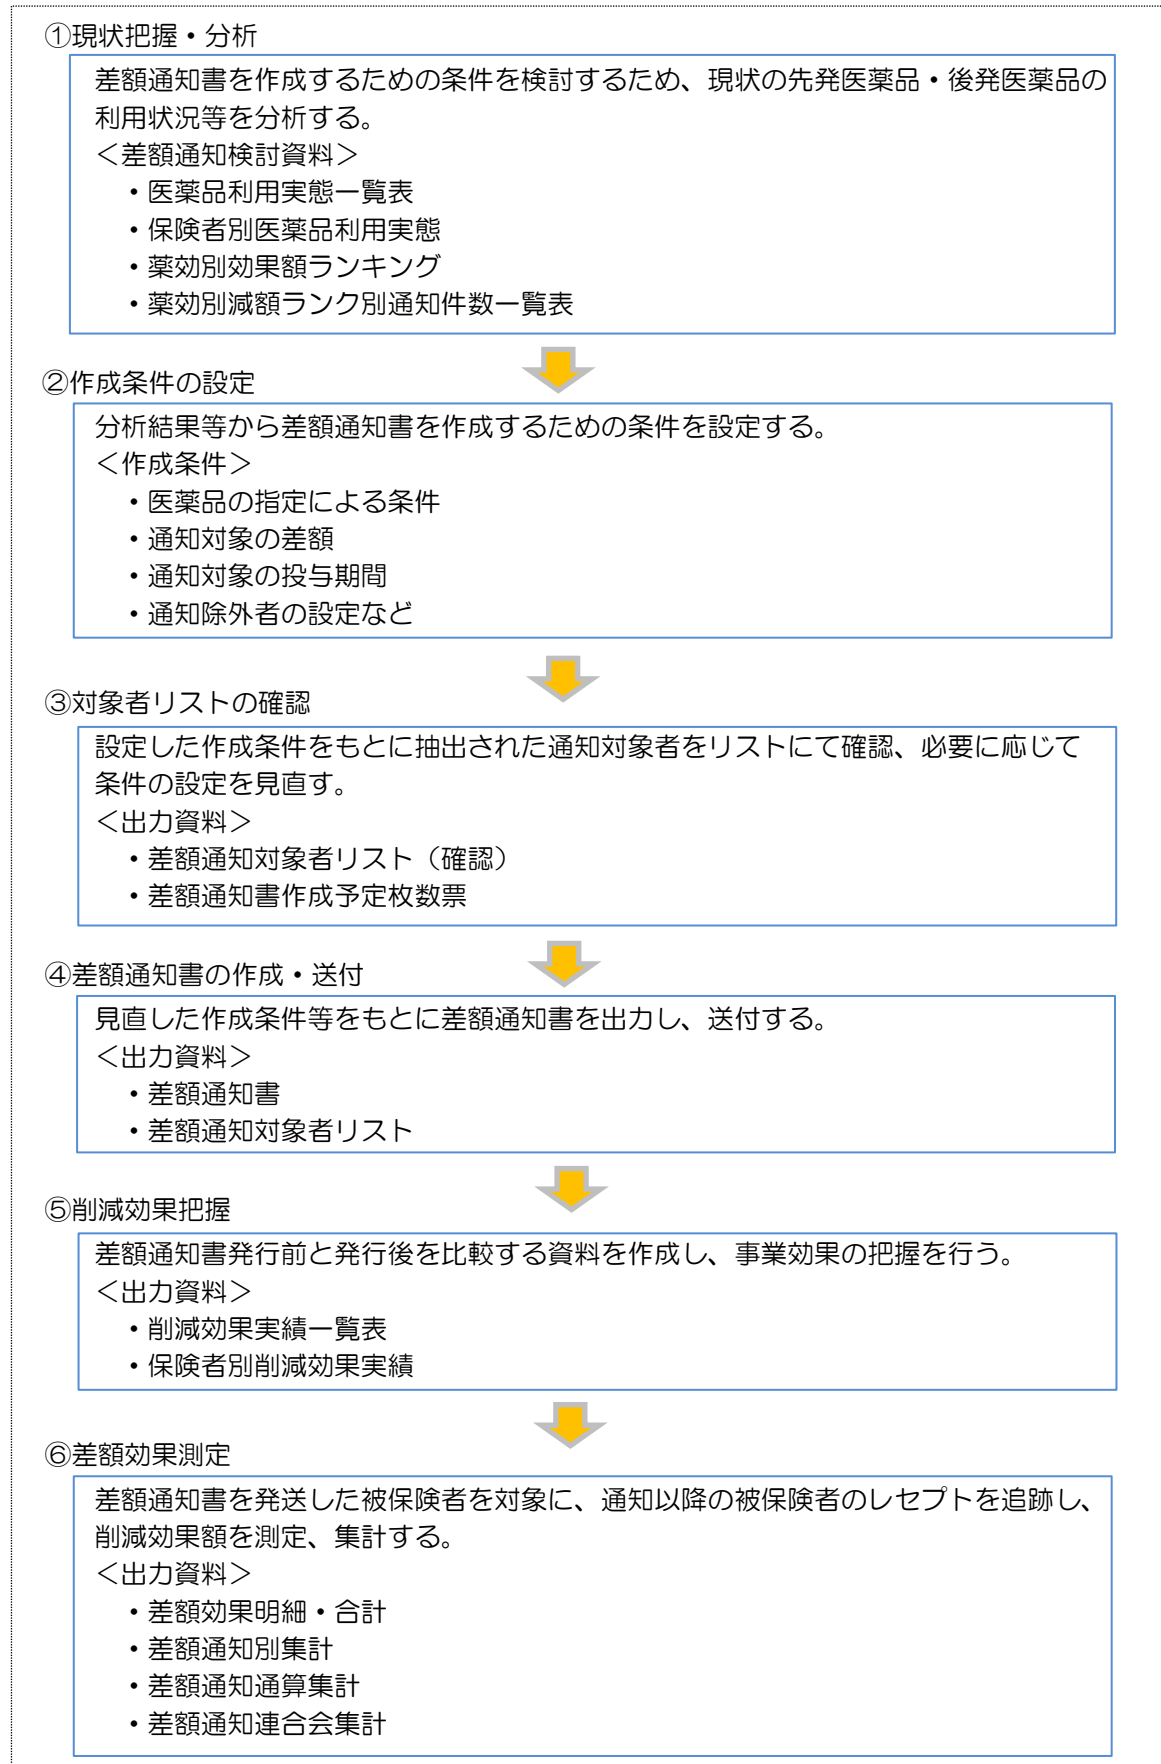 ①現状把握・分析
差額通知書を作成するための条件を検討するため、現状の先発医薬品・後発医薬品の
利用状況等を分析する。
＜差額通知検討資料＞
・医薬品利用実態一覧表
・保険者別医薬品利用実態
・薬効別効果額ランキング
・薬効別減額ランク別通知件数一覧表
②作成条件の設定
分析結果等から差額通知書を作成するための条件を設定する。
＜作成条件＞
・医薬品の指定による条件
・通知対象の差額
・通知対象の投与期間
・通知除外者の設定など
③対象者リストの確認
設定した作成条件をもとに抽出された通知対象者をリストにて確認、必要に応じて
条件の設定を見直す。
＜出力資料＞
・差額通知対象者リスト（確認）
・差額通知書作成予定枚数票
④差額通知書の作成・送付
見直した作成条件等をもとに差額通知書を出力し、送付する。
＜出力資料＞
・差額通知書
・差額通知対象者リスト
⑤削減効果把握
差額通知書発行前と発行後を比較する資料を作成し、事業効果の把握を行う。
＜出力資料＞
・削減効果実績一覧表
・保険者別削減効果実績
⑥差額効果測定
差額通知書を発送した被保険者を対象に、通知以降の被保険者のレセプトを追跡し、
削減効果額を測定、集計する。
＜出力資料＞
・差額効果明細・合計
・差額通知別集計
・差額通知通算集計
・差額通知連合会集計